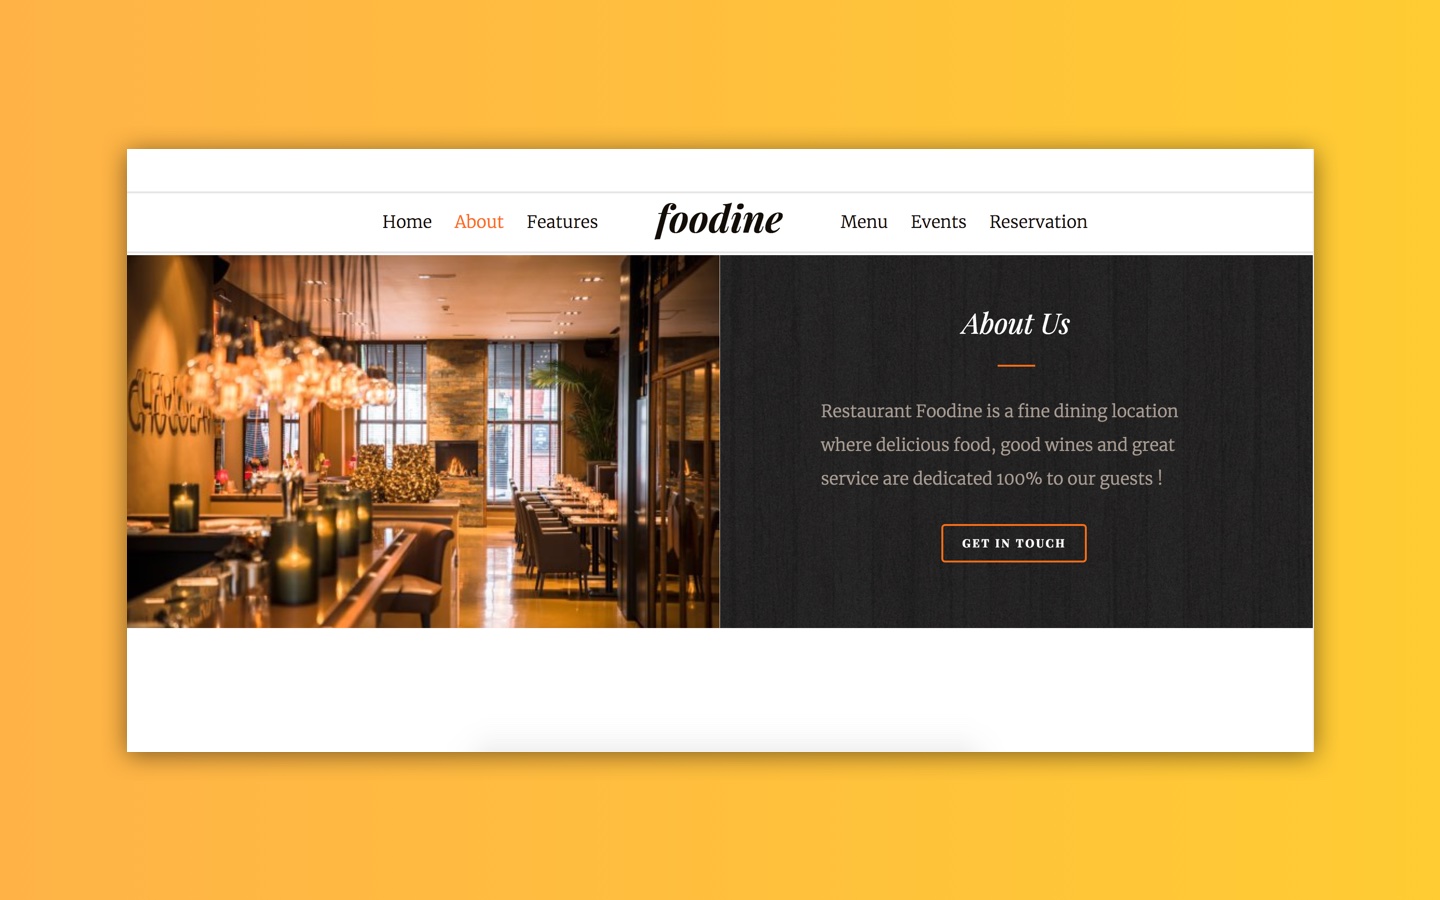 Home About Features foodine Menu Events Reservation
About Us
Restaurant Foodine is a fine dining location
where delicious food, good wines and great
service are dedicated 100% to our guests !
GET IN TOUCH